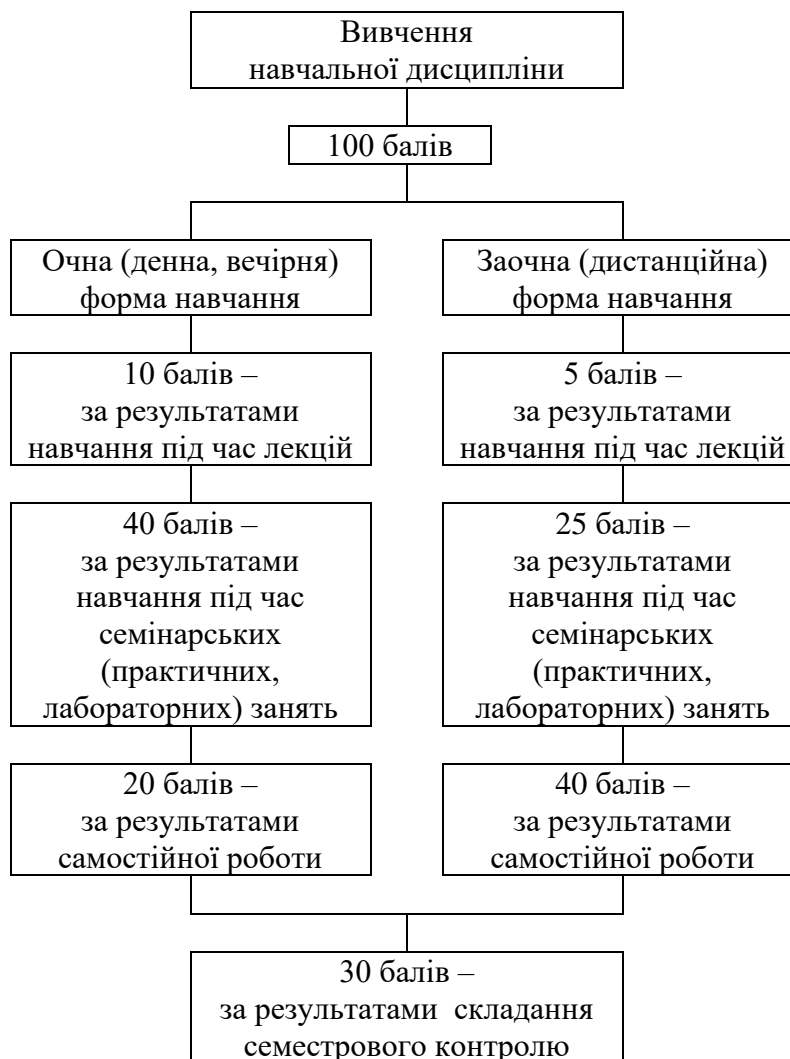 Вивчення
навчальної дисципліни
100 балів
Очна (денна, вечірня)
форма навчання
Заочна (дистанційна)
форма навчання
10 балів –
за результатами
навчання під час лекцій
5 балів –
за результатами
навчання під час лекцій
40 балів –
за результатами
навчання під час
семінарських
(практичних,
лабораторних) занять
25 балів –
за результатами
навчання під час
семінарських
(практичних,
лабораторних) занять
20 балів –
за результатами
самостійної роботи
40 балів –
за результатами
самостійної роботи
30 балів –
за результатами складання
семестрового контролю